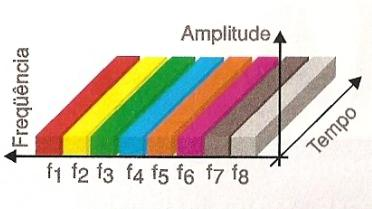 Amplitude
Freqüência
Tempo
f1 f2 f3 f4 f5 f6 f7 f8